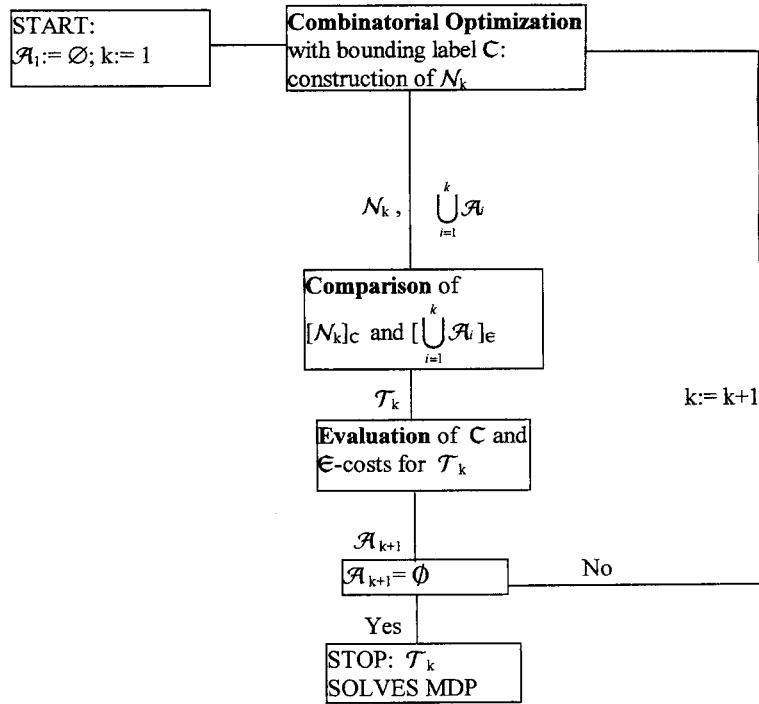 START:
𝒜₁:= ∅; k:= 1
Combinatorial Optimization
with bounding label C:
construction of 𝒩ₖ
𝒩ₖ , ⋃ᵢ₌₁ᵏ 𝒜ᵢ
Comparison of
[𝒩ₖ]_C and [⋃ᵢ₌₁ᵏ 𝒜ᵢ]_∈
𝒯ₖ
k:= k+1
Evaluation of C and
∈-costs for 𝒯ₖ
𝒜ₖ₊₁
𝒜ₖ₊₁= ∅
No
Yes
STOP: 𝒯ₖ
SOLVES MDP